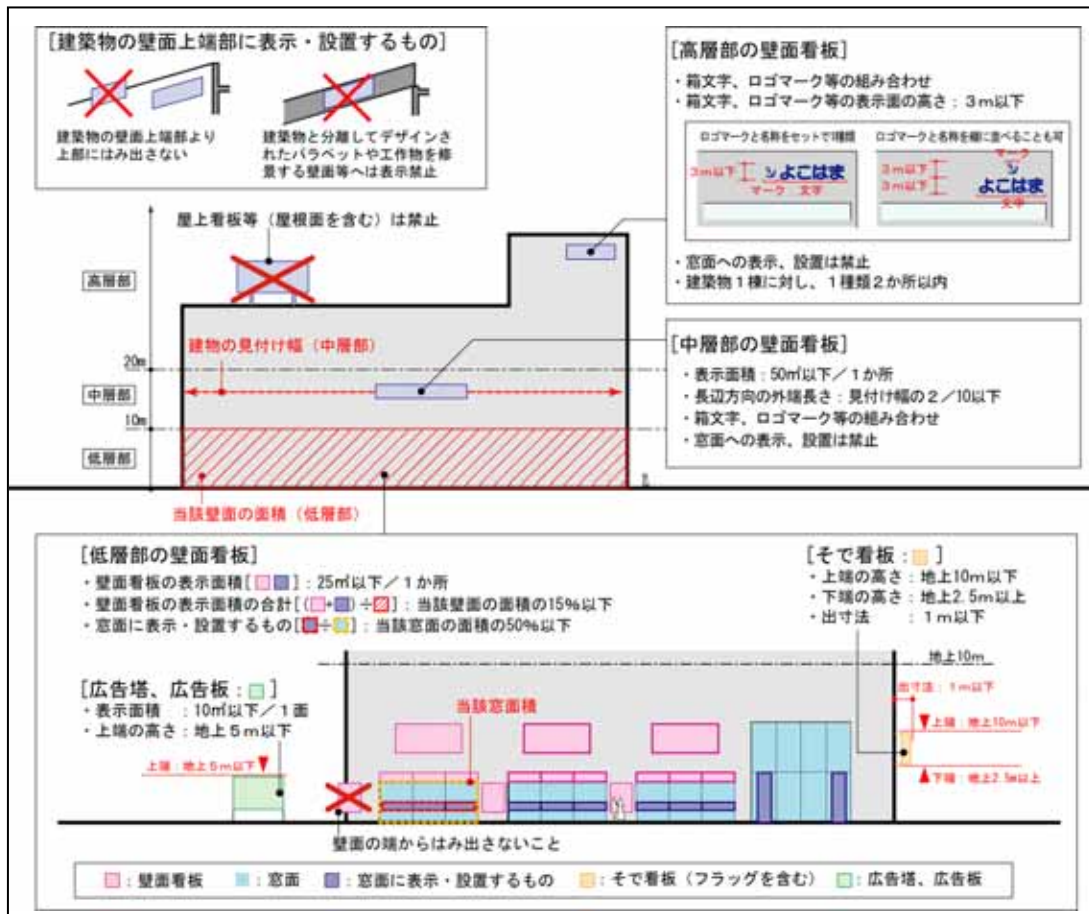 [建築物の壁面上端部に表示・設置するもの]
建築物の壁面上端部より
上部にはみ出さない
建築物と分離してデザインさ
れたパラペットや工作物を修
景する壁面等へは表示禁止
[高層部の壁面看板]
・箱文字、ロゴマーク等の組み合わせ
・箱文字、ロゴマーク等の表示面の高さ：３ｍ以下
ロゴマークと名称をセットで1種類
３ｍ以下
よこはま
マーク 文字
ロゴマークと名称を縦に並べることも可
マーク
３ｍ以下
３ｍ以下
よこはま
文字
・窓面への表示、設置は禁止
・建築物１棟に対し、１種類２か所以内
屋上看板等（屋根面を含む）は禁止
高層部
建物の見付け幅（中層部）
20m
中層部
10m
低層部
当該壁面の面積（低層部）
[中層部の壁面看板]
・表示面積：50㎡以下／１か所
・長辺方向の外端長さ：見付け幅の２／10以下
・箱文字、ロゴマーク等の組み合わせ
・窓面への表示、設置は禁止
[低層部の壁面看板]
・壁面看板の表示面積[ ]：25㎡以下／１か所
・壁面看板の表示面積の合計[( + )÷ ]：当該壁面の面積の15％以下
・窓面に表示・設置するもの[ ÷ ]：当該窓面の面積の50％以下
[そで看板： ]
・上端の高さ：地上10ｍ以下
・下端の高さ：地上2.5ｍ以上
・出寸法 ：１ｍ以下
地上10m
[広告塔、広告板： ]
・表示面積 ：10㎡以下／１面
・上端の高さ：地上５ｍ以下
当該窓面積
出寸法：１ｍ以下
上端：地上10m以下
上端：地上５ｍ以下
下端：地上2.5m以上
壁面の端からはみ出さないこと
：壁面看板 ：窓面 ：窓面に表示・設置するもの ：そで看板（フラッグを含む） ：広告塔、広告板